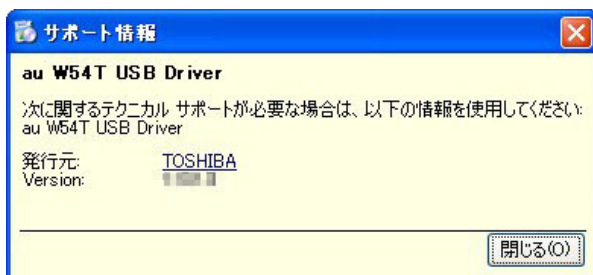 サポート情報
au W54T USB Driver
次に関するテクニカル サポートが必要な場合は、以下の情報を使用してください:
au W54T USB Driver
発行元: TOSHIBA
Version:
閉じる(O)